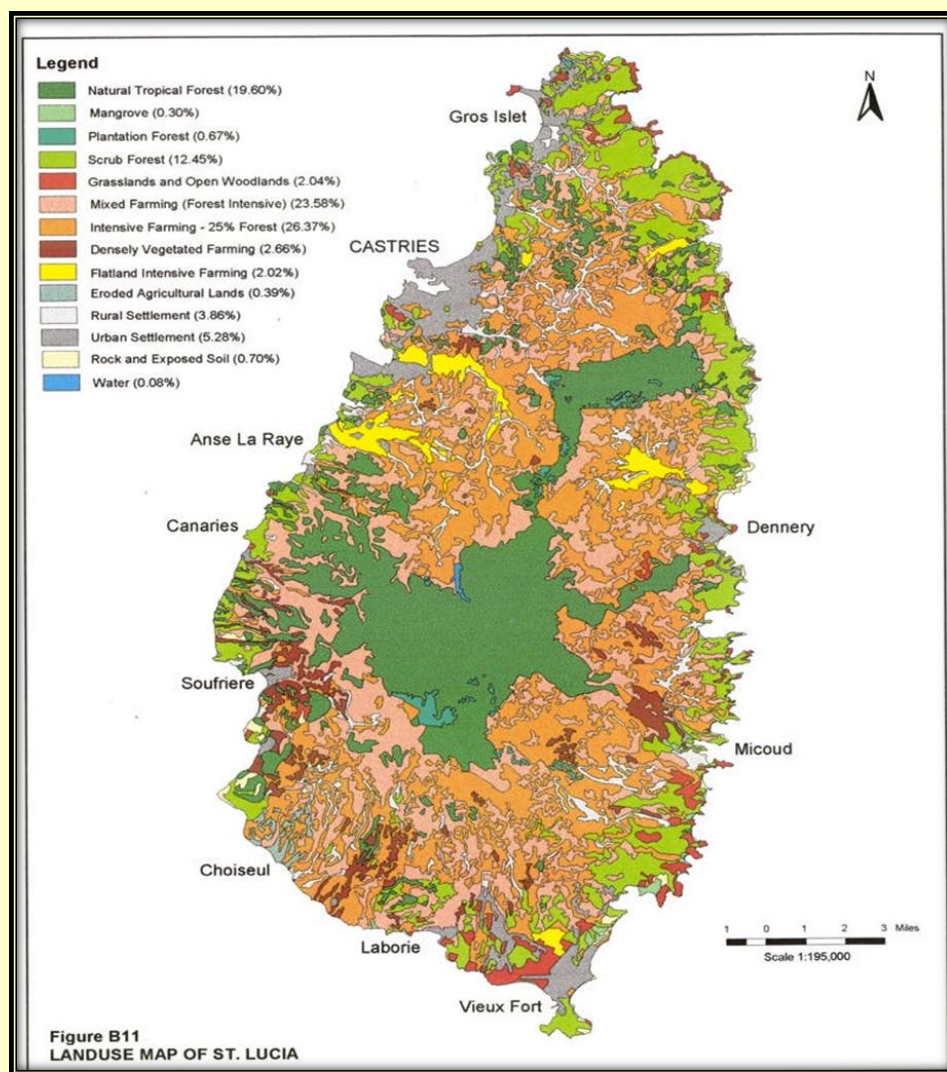 Legend
Natural Tropical Forest (19.60%)
Mangrove (0.30%)
Plantation Forest (0.67%)
Scrub Forest (12.45%)
Grasslands and Open Woodlands (2.04%)
Mixed Farming (Forest Intensive) (23.58%)
Intensive Farming - 25% Forest (26.37%)
Densely Vegetated Farming (2.66%)
Flatland Intensive Farming (2.02%)
Eroded Agricultural Lands (0.39%)
Rural Settlement (3.86%)
Urban Settlement (5.28%)
Rock and Exposed Soil (0.70%)
Water (0.08%)
N
Gros Islet
CASTRIES
Anse La Raye
Canaries
Dennery
Soufriere
Micoud
Choiseul
Laborie
Vieux Fort
1 0 1 2 3 Miles
Scale 1:195,000
Figure B11
LANDUSE MAP OF ST. LUCIA